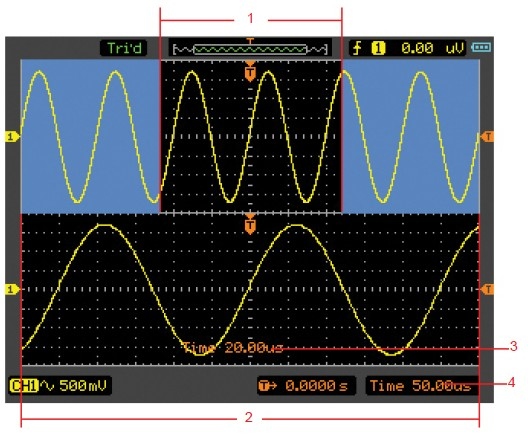 1
Tri'd
T
1 0.00 uV
T
1
T
T
1
T
Time 20.00us
3
CH1 500mV
T→ 0.0000 s
Time 50.00us
4
2